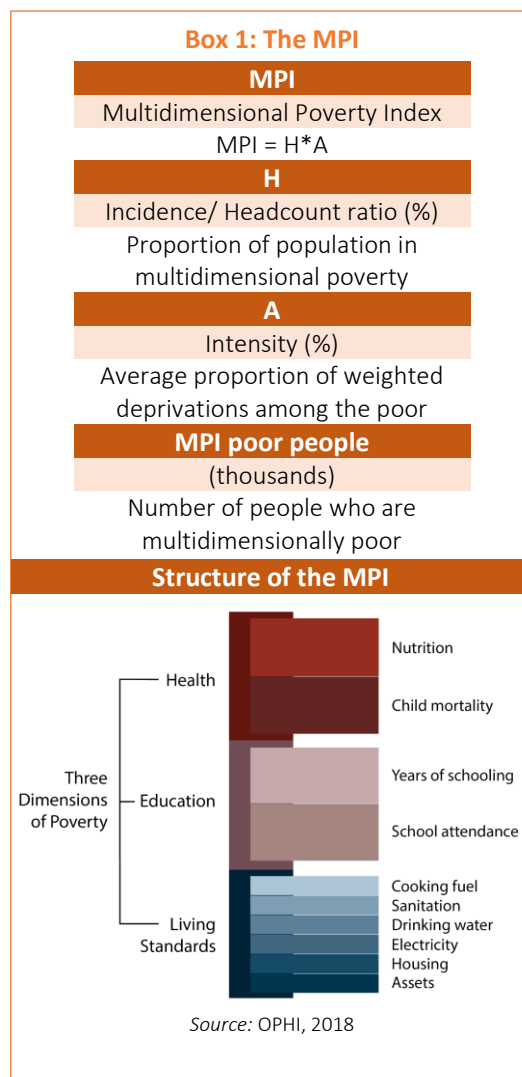 Box 1: The MPI
MPI
Multidimensional Poverty Index
MPI = H*A
H
Incidence/ Headcount ratio (%)
Proportion of population in
multidimensional poverty
A
Intensity (%)
Average proportion of weighted
deprivations among the poor
MPI poor people
(thousands)
Number of people who are
multidimensionally poor
Structure of the MPI
Three
Dimensions
of Poverty
Health
Nutrition
Child mortality
Education
Years of schooling
School attendance
Living
Standards
Cooking fuel
Sanitation
Drinking water
Electricity
Housing
Assets
Source: OPHI, 2018